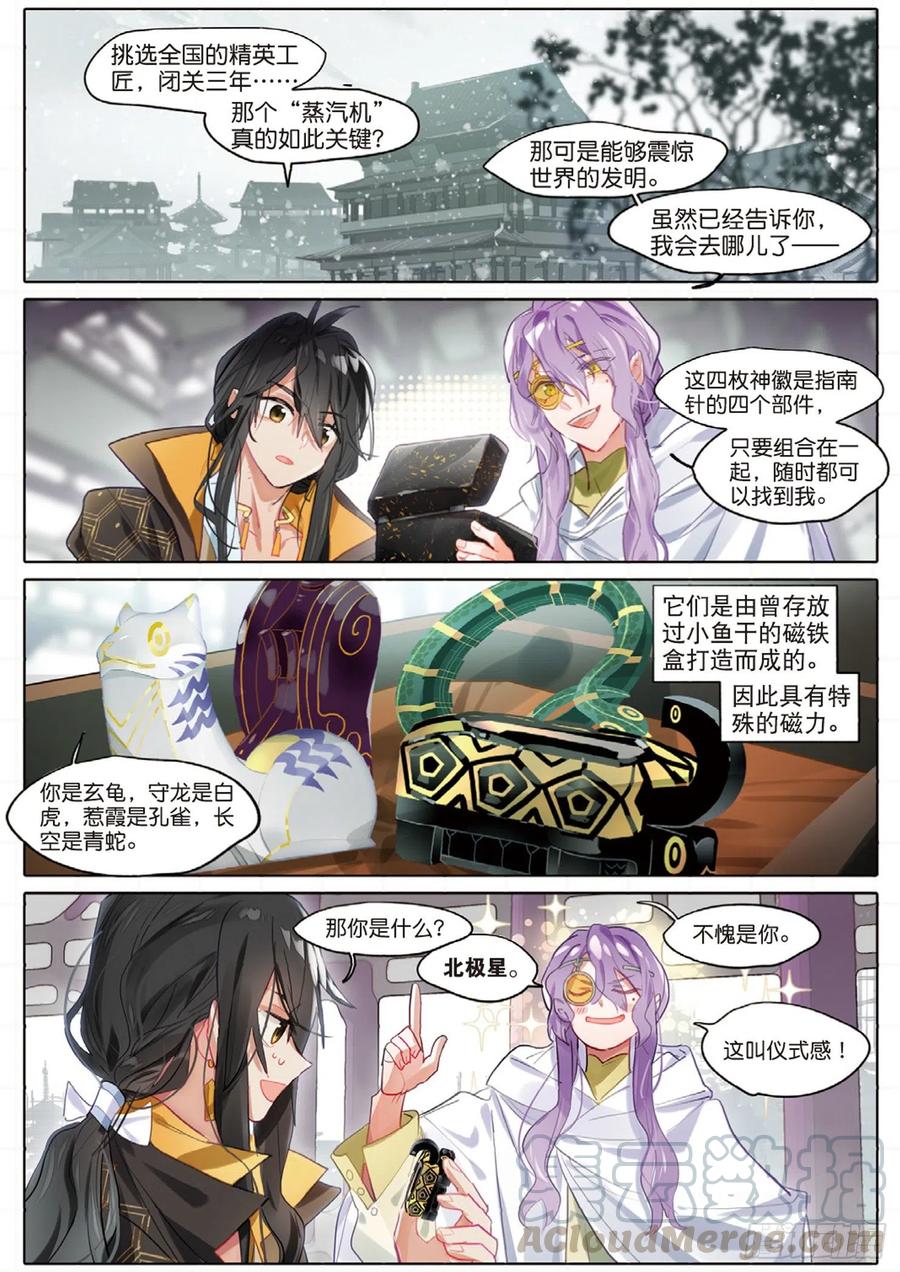 挑选全国的精英工
匠，闭关三年……
那个“蒸汽机”
真的如此关键？
那可是能够震惊
世界的发明。
虽然已经告诉你，
我会去哪儿了——
这四枚神徽是指南
针的四个部件，
只要组合在一
起，随时都可
以找到我。
它们是由曾存放
过小鱼干的磁铁
盒打造而成的。
因此具有特
殊的磁力。
你是玄龟，守龙是白
虎，惹霞是孔雀，长
空是青蛇。
那你是什么？
北极星。
不愧是你。
这叫仪式感！
集云数据
AcloudMerge.com